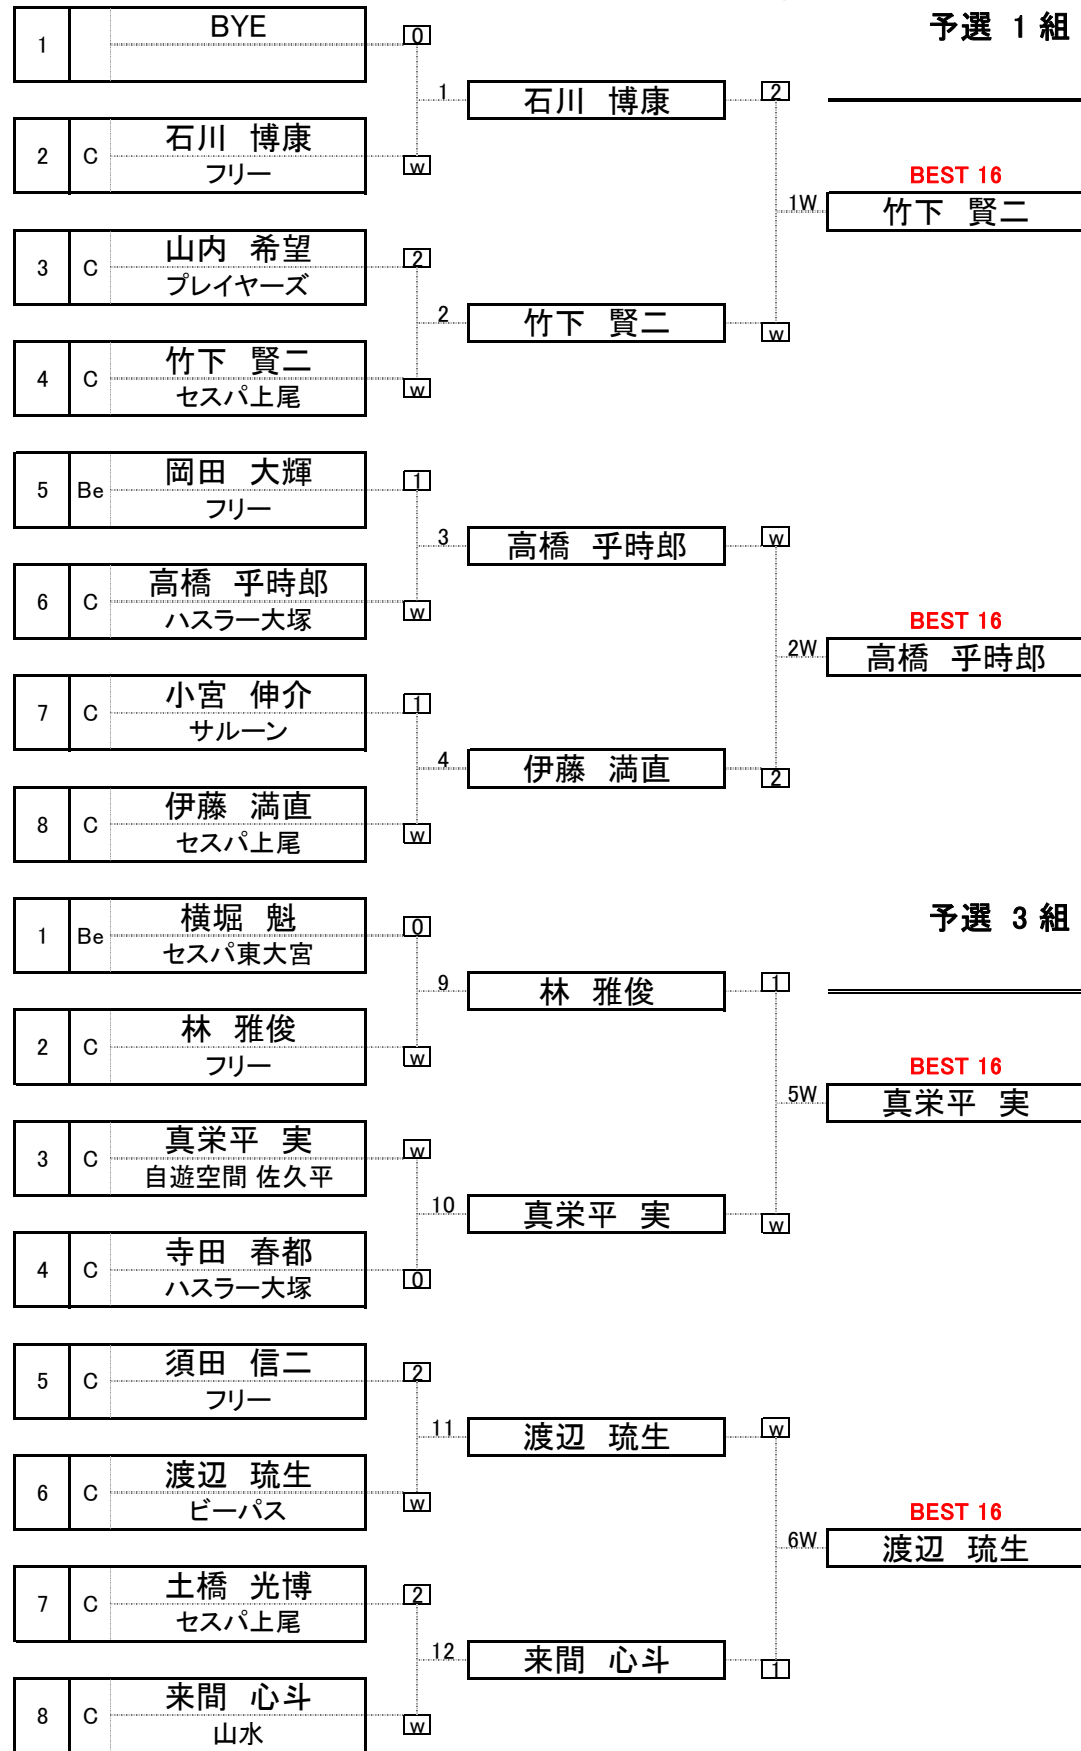 予選 1 組
1
BYE
0
1
石川 博康
2
2
C
石川 博康
フリー
w
BEST 16
1W
竹下 賢二
3
C
山内 希望
プレイヤーズ
2
2
竹下 賢二
w
4
C
竹下 賢二
セスパ上尾
w
5
Be
岡田 大輝
フリー
1
3
高橋 乎時郎
w
6
C
高橋 乎時郎
ハスラー大塚
w
BEST 16
2W
高橋 乎時郎
7
C
小宮 伸介
サルーン
1
4
伊藤 満直
2
8
C
伊藤 満直
セスパ上尾
w
予選 3 組
1
Be
横堀 魁
セスパ東大宮
0
9
林 雅俊
1
2
C
林 雅俊
フリー
w
BEST 16
5W
真栄平 実
3
C
真栄平 実
自遊空間 佐久平
w
10
真栄平 実
w
4
C
寺田 春都
ハスラー大塚
0
5
C
須田 信二
フリー
2
11
渡辺 琉生
w
6
C
渡辺 琉生
ビーパス
w
BEST 16
6W
渡辺 琉生
7
C
土橋 光博
セスパ上尾
2
12
来間 心斗
1
8
C
来間 心斗
山水
w